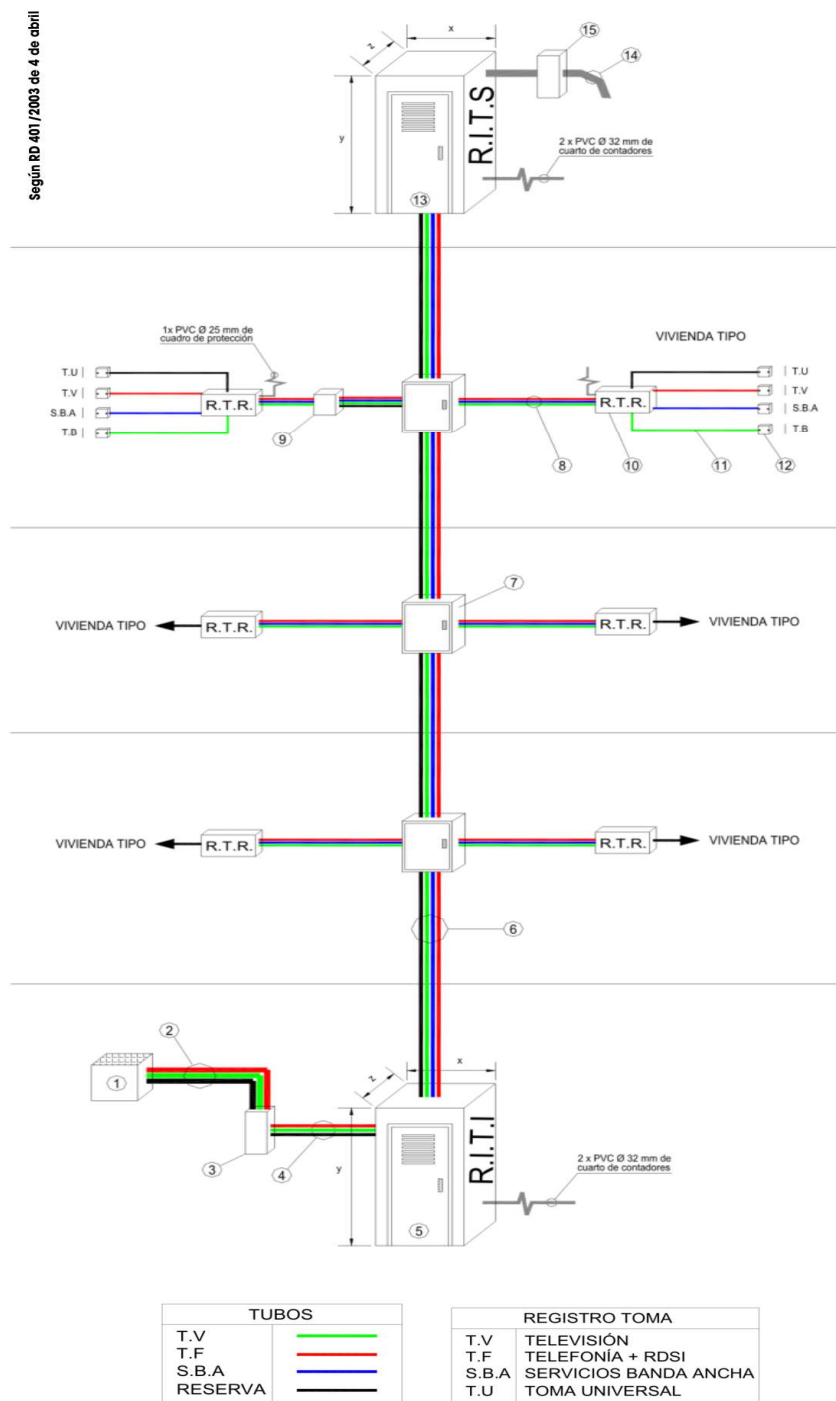 Según RD 401/2003 de 4 de abril
x
z
y
15
14
R.I.T.S
2 x PVC Ø 32 mm de
cuarto de contadores
13
1x PVC Ø 25 mm de
cuadro de protección
VIVIENDA TIPO
T.U
T.V
S.B.A
T.B
R.T.R.
9
8
R.T.R.
10
11
12
T.U
T.V
S.B.A
T.B
7
VIVIENDA TIPO
R.T.R.
R.T.R.
VIVIENDA TIPO
VIVIENDA TIPO
R.T.R.
R.T.R.
VIVIENDA TIPO
6
2
1
3
4
x
z
y
R.I.T.I
5
2 x PVC Ø 32 mm de
cuarto de contadores
TUBOS
T.V
T.F
S.B.A
RESERVA
REGISTRO TOMA
T.V TELEVISIÓN
T.F TELEFONÍA + RDSI
S.B.A SERVICIOS BANDA ANCHA
T.U TOMA UNIVERSAL